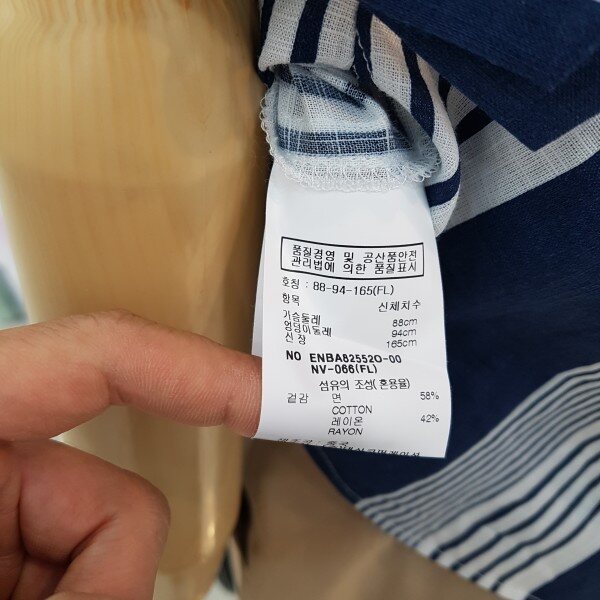 품질경영 및 공산품안전
관리법에 의한 품질표시
호칭 : 88-94-165(FL)
항목 신체치수
가슴둘레 88cm
엉덩이둘레 94cm
신장 165cm
NO ENBA82552O-00
NV-066(FL)
섬유의 조성(혼용율)
겉감 면 58%
COTTON
레이온 42%
RAYON